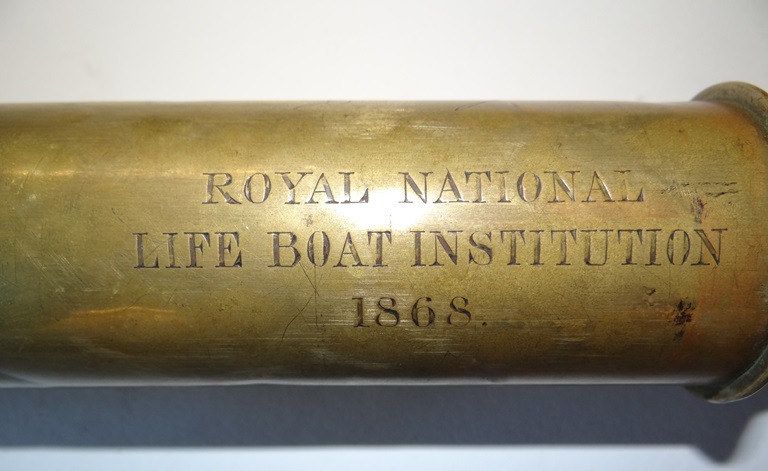 ROYAL NATIONAL
LIFE BOAT INSTITUTION
1868.